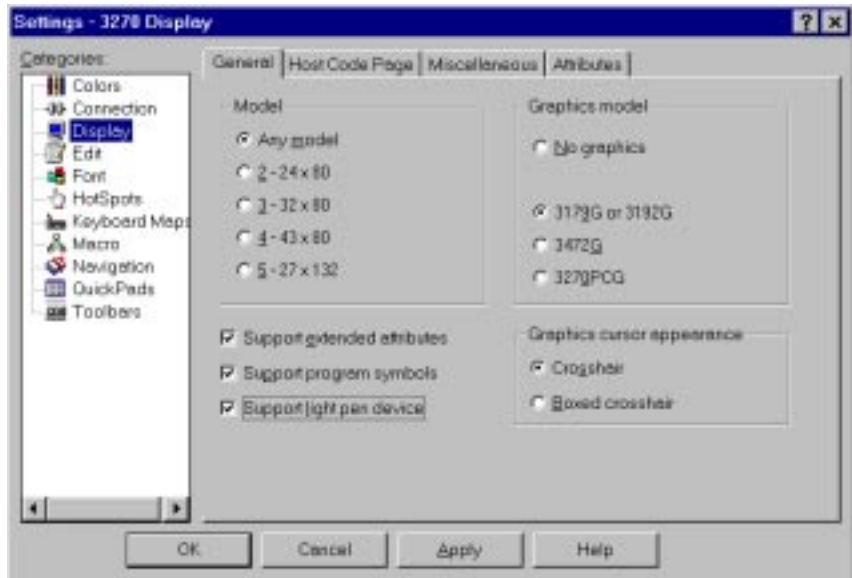 Settings - 3270 Display
Categories:
Colors
Connection
Display
Edit
Font
HotSpots
Keyboard Maps
Macro
Navigation
QuickPads
Toolbars
General
Host Code Page
Miscellaneous
Attributes
Model
Any model
2 - 24 x 80
3 - 32 x 80
4 - 43 x 80
5 - 27 x 132
Support extended attributes
Support program symbols
Support light pen device
Graphics model
No graphics
3179G or 3192G
3472G
3270PCG
Graphics cursor appearance
Crosshair
Boxed crosshair
OK
Cancel
Apply
Help